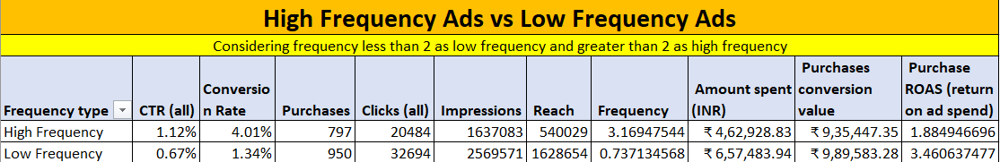 High Frequency Ads vs Low Frequency Ads
Considering frequency less than 2 as low frequency and greater than 2 as high frequency
Frequency type CTR (all) Conversio n Rate Purchases Clicks (all) Impressions Reach Frequency Amount spent (INR) Purchases conversion value Purchase ROAS (return on ad spend)
High Frequency 1.12% 4.01% 797 20484 1637083 540029 3.16947544 ₹ 4,62,928.83 ₹ 9,35,447.35 1.884946696
Low Frequency 0.67% 1.34% 950 32694 2569571 1628654 0.737134568 ₹ 6,57,483.94 ₹ 9,89,583.28 3.460637477